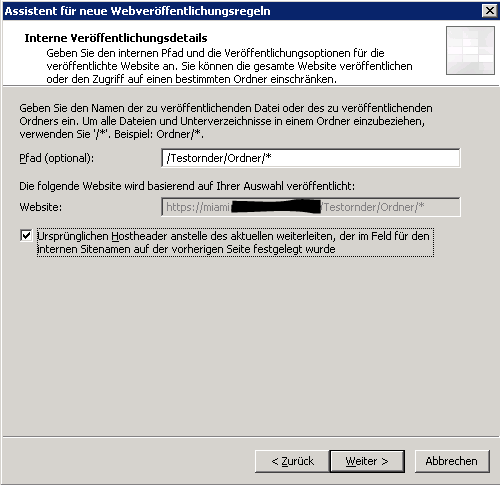 Assistent für neue Webveröffentlichungsregeln
Interne Veröffentlichungsdetails
Geben Sie den internen Pfad und die Veröffentlichungsoptionen für die
veröffentlichte Website an. Sie können die gesamte Website veröffentlichen
oder den Zugriff auf einen bestimmten Ordner einschränken.
Geben Sie den Namen der zu veröffentlichenden Datei oder des zu veröffentlichenden
Ordners ein. Um alle Dateien und Unterverzeichnisse in einem Ordner einzubeziehen,
verwenden Sie '/*'. Beispiel: Ordner/*.
Pfad (optional): /Testornder/Ordner/*
Die folgende Website wird basierend auf Ihrer Auswahl veröffentlicht:
Website: https://miami /Testornder/Ordner/*
Ursprünglichen Hostheader anstelle des aktuellen weiterleiten, der im Feld für den
internen Sitenamen auf der vorherigen Seite festgelegt wurde
< Zurück Weiter > Abbrechen